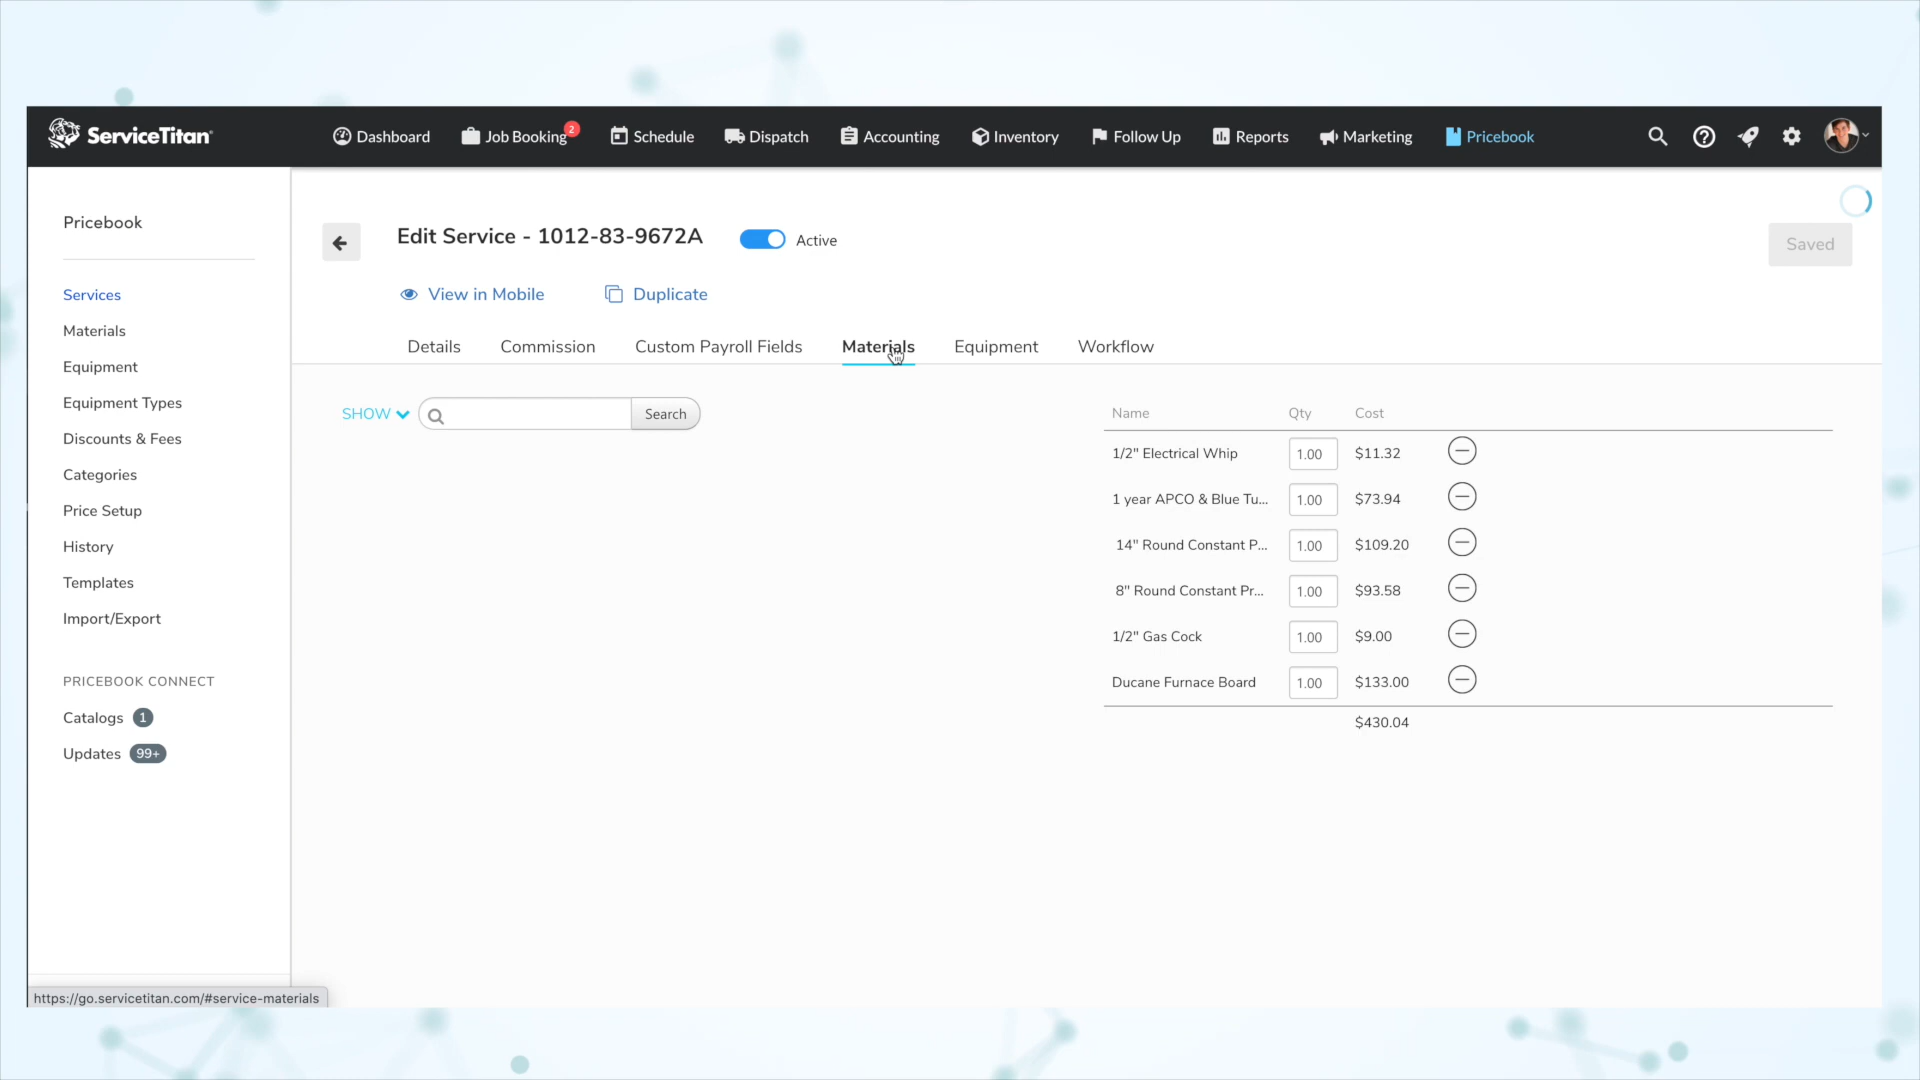 ServiceTitan
Dashboard
Job Booking 2
Schedule
Dispatch
Accounting
Inventory
Follow Up
Reports
Marketing
Pricebook
Pricebook
Services
Materials
Equipment
Equipment Types
Discounts & Fees
Categories
Price Setup
History
Templates
Import/Export
PRICEBOOK CONNECT
Catalogs 1
Updates 99+
https://go.servicetitan.com/#service-materials
Edit Service - 1012-83-9672A
Active
Saved
View in Mobile
Duplicate
Details
Commission
Custom Payroll Fields
Materials
Equipment
Workflow
SHOW
Search
Name Qty Cost
1/2" Electrical Whip 1.00 $11.32
1 year APCO & Blue Tu... 1.00 $73.94
14" Round Constant P... 1.00 $109.20
8" Round Constant Pr... 1.00 $93.58
1/2" Gas Cock 1.00 $9.00
Ducane Furnace Board 1.00 $133.00
$430.04